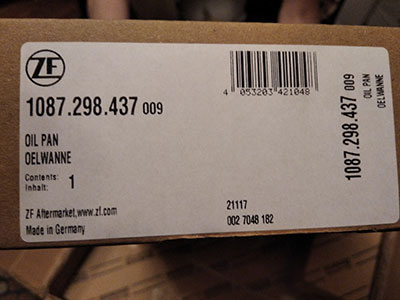 ZF
1087.298.437 009
4 053203 421048
OIL PAN
OELWANNE
Contents:
Inhalt: 1
ZF Aftermarket,www.zf.com
Made in Germany
21117
002 7048 182
1087.298.437 009
OIL PAN
OELWANNE